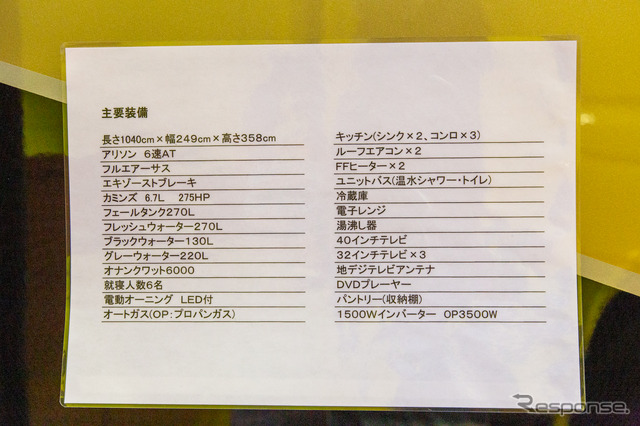 主要装備
長さ1040cm×幅249cm×高さ358cm
アリソン 6速AT
フルエアーサス
エキゾーストブレーキ
カミンズ 6.7L 275HP
フェールタンク270L
フレッシュウォーター270L
ブラックウォーター130L
グレーウォーター220L
オナンクワット6000
就寝人数6名
電動オーニング LED付
オートガス(OP:プロパンガス)
キッチン(シンク×2、コンロ×3)
ルーフエアコン×2
FFヒーター×2
ユニットバス(温水シャワー・トイレ)
冷蔵庫
電子レンジ
湯沸し器
40インチテレビ
32インチテレビ×3
地デジテレビアンテナ
DVDプレーヤー
パントリー(収納棚)
1500Wインバーター OP3500W
Response.